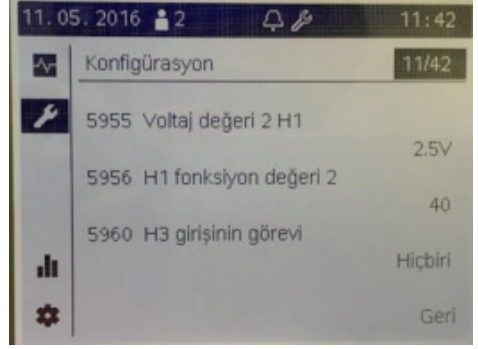 11. 05. 2016 2 11:42
Konfigürasyon 11/42
5955 Voltaj değeri 2 H1
2.5V
5956 H1 fonksiyon değeri 2
40
5960 H3 girişinin görevi
Hiçbiri
Geri